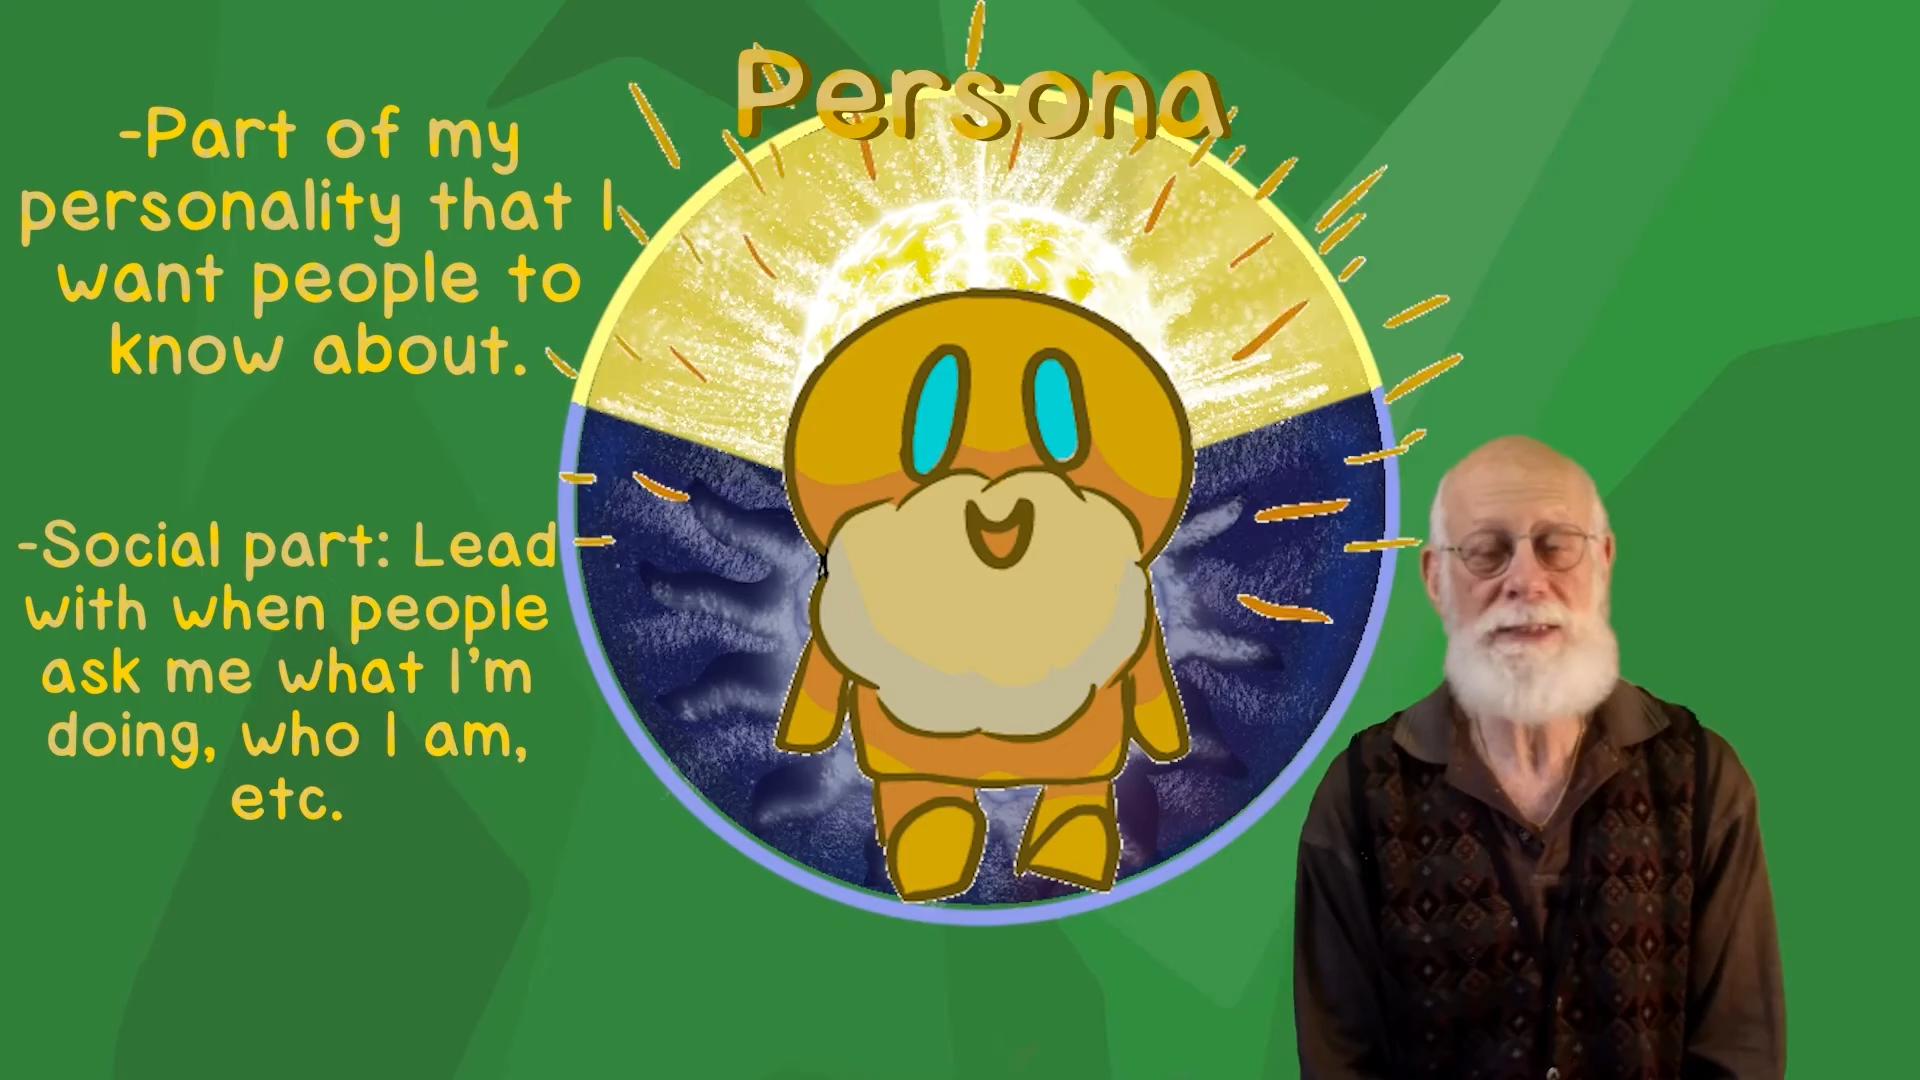 Persona
-Part of my
personality that I
want people to
know about.
-Social part: Lead
with when people
ask me what I'm
doing, who I am,
etc.